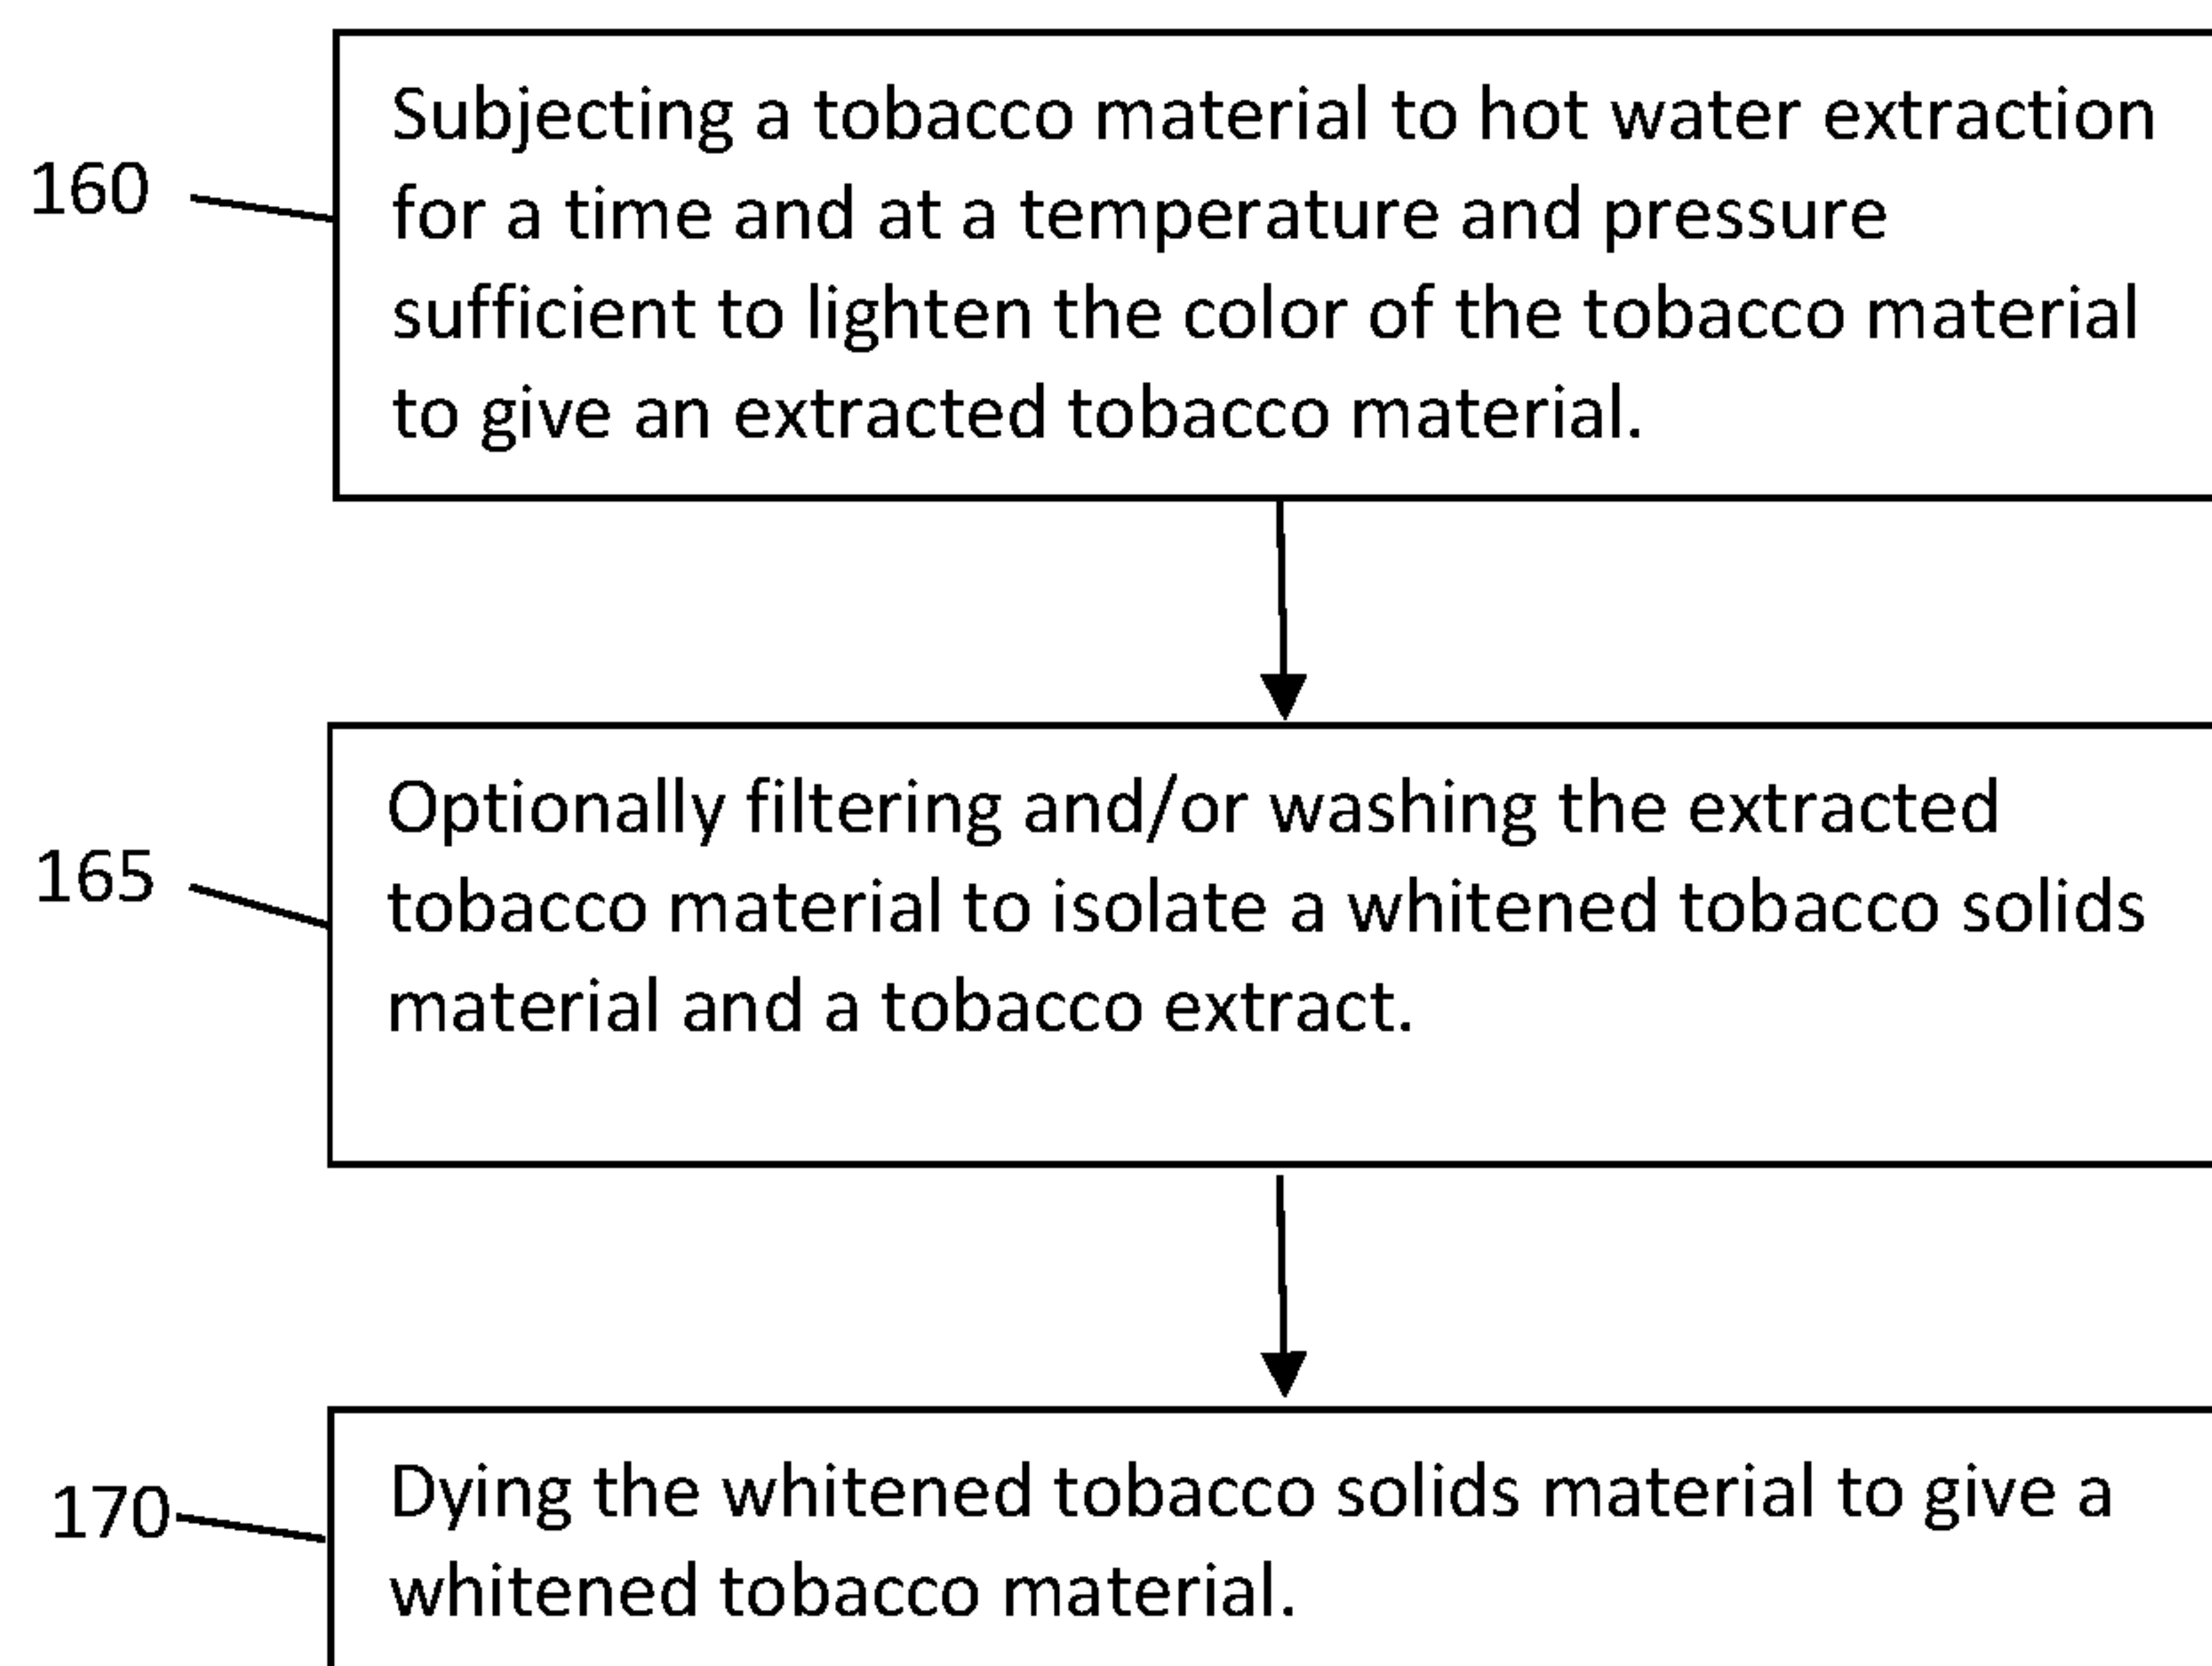 Subjecting a tobacco material to hot water extraction
160
for a time and at a temperature and pressure
sufficient to lighten the color of the tobacco material
to give an extracted tobacco material.
Optionally filtering and/or washing the extracted
165
tobacco material to isolate a whitened tobacco solids
material and a tobacco extract.
Dying the whitened tobacco solids material to give a
170
whitened tobacco material.